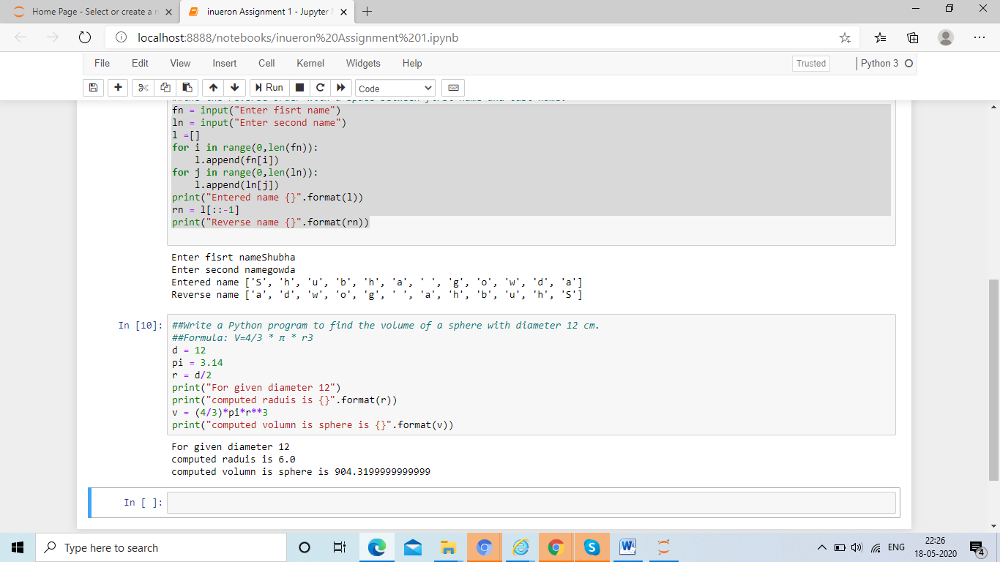 Home Page - Select or create a n
inueron Assignment 1 - Jupyter
localhost:8888/notebooks/inueron%20Assignment%201.ipynb
File Edit View Insert Cell Kernel Widgets Help
Trusted
Python 3
Run
Code
fn = input("Enter fisrt name")
ln = input("Enter second name")
l =[]
for i in range(0,len(fn)):
    l.append(fn[i])
for j in range(0,len(ln)):
    l.append(ln[j])
print("Entered name {}".format(l))
rn = l[::-1]
print("Reverse name {}".format(rn))
Enter fisrt nameShubha
Enter second namegowda
Entered name ['S', 'h', 'u', 'b', 'h', 'a', ' ', 'g', 'o', 'w', 'd', 'a']
Reverse name ['a', 'd', 'w', 'o', 'g', ' ', 'a', 'h', 'b', 'u', 'h', 'S']
In [10]:
##Write a Python program to find the volume of a sphere with diameter 12 cm.
##Formula: V=4/3 * π * r3
d = 12
pi = 3.14
r = d/2
print("For given diameter 12")
print("computed raduis is {}".format(r))
v = (4/3)*pi*r**3
print("computed volumn is sphere is {}".format(v))
For given diameter 12
computed raduis is 6.0
computed volumn is sphere is 904.3199999999999
In [ ]:
Type here to search
ENG
22:26
18-05-2020
4